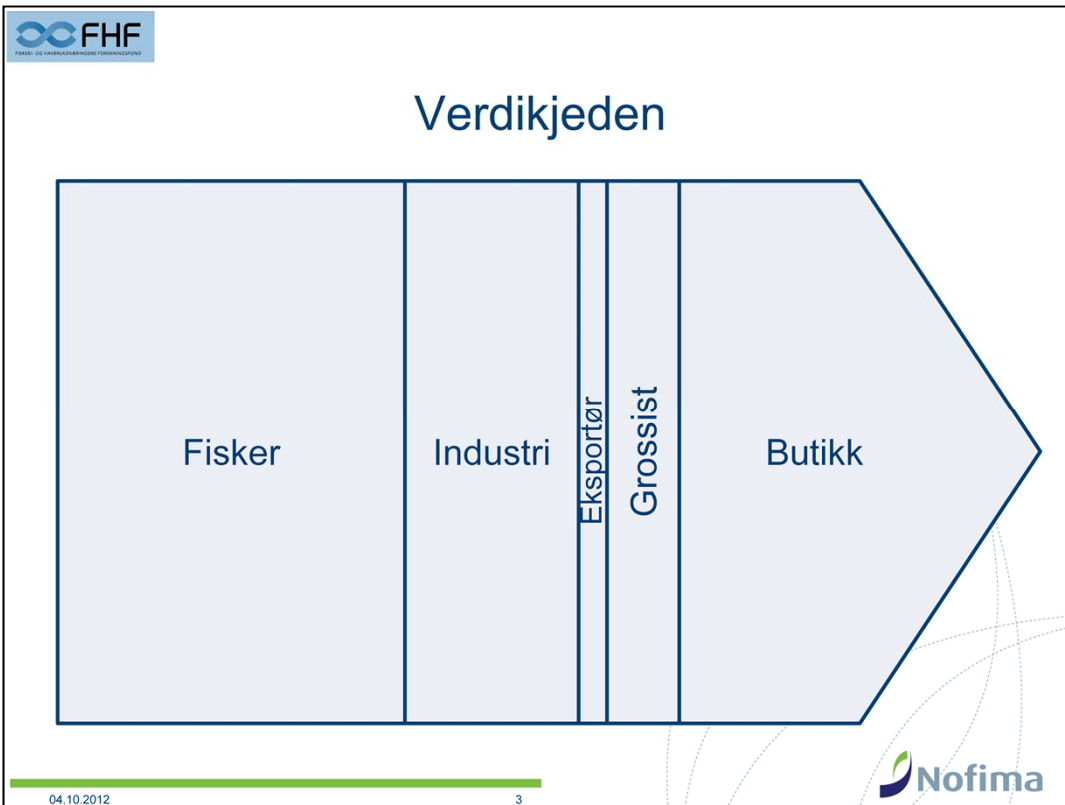 FHF
FISKERI- OG HAVBRUKSNÆRINGENS FORSKNINGSFOND
Verdikjeden
Fisker
Industri
Eksportør
Grossist
Butikk
04.10.2012
3
Nofima